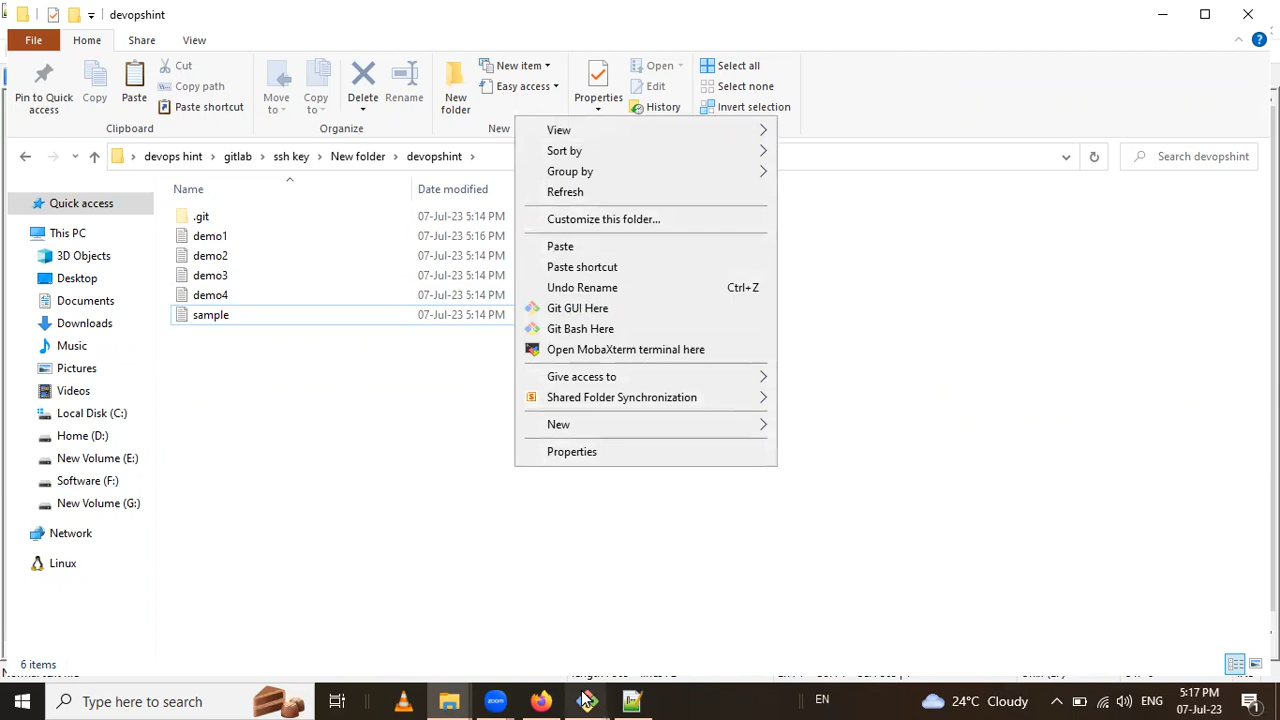 devopshint
File
Home
Share
View
Pin to Quick access
Copy
Paste
Cut
Copy path
Paste shortcut
Clipboard
Move to
Copy to
Delete
Rename
Organize
New folder
New item
Easy access
New
Properties
Open
Edit
History
Select all
Select none
Invert selection
devops hint
gitlab
ssh key
New folder
devopshint
Search devopshint
Name
Date modified
Quick access
This PC
3D Objects
Desktop
Documents
Downloads
Music
Pictures
Videos
Local Disk (C:)
Home (D:)
New Volume (E:)
Software (F:)
New Volume (G:)
Network
Linux
.git 07-Jul-23 5:14 PM
demo1 07-Jul-23 5:16 PM
demo2 07-Jul-23 5:14 PM
demo3 07-Jul-23 5:14 PM
demo4 07-Jul-23 5:14 PM
sample 07-Jul-23 5:14 PM
View
Sort by
Group by
Refresh
Customize this folder...
Paste
Paste shortcut
Undo Rename Ctrl+Z
Git GUI Here
Git Bash Here
Open MobaXterm terminal here
Give access to
Shared Folder Synchronization
New
Properties
6 items
Type here to search
zoom
EN
24°C Cloudy
ENG
5:17 PM
07-Jul-23
1